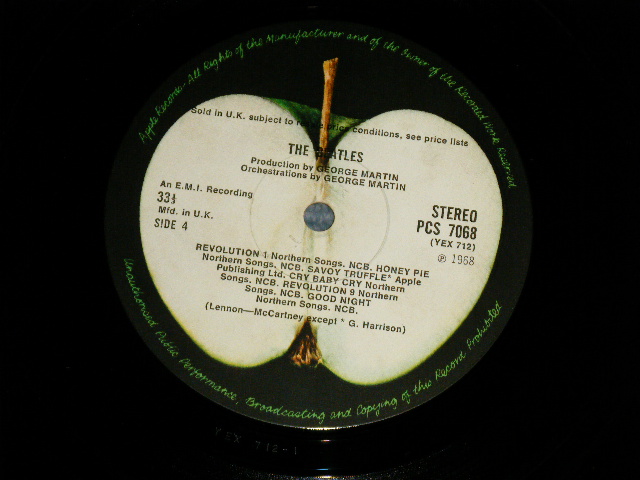 Apple Records-All Rights of the Manufacturer and of the Owner of the Recorded Work Reserved
Sold in U.K. subject to resale price conditions, see price lists
THE BEATLES
Production by GEORGE MARTIN
Orchestrations by GEORGE MARTIN
An E.M.I. Recording
33⅓
Mfd. in U.K.
SIDE 4
STEREO
PCS 7068
(YEX 712)
℗ 1968
REVOLUTION 1 Northern Songs. NCB. HONEY PIE
Northern Songs. NCB. SAVOY TRUFFLE* Apple
Publishing Ltd. CRY BABY CRY Northern
Songs. NCB. REVOLUTION 9 Northern
Songs. NCB. GOOD NIGHT
Northern Songs. NCB.
(Lennon—McCartney except * G. Harrison)
Unauthorised Public Performance, Broadcasting and Copying of this Record Prohibited
YEX 712-1